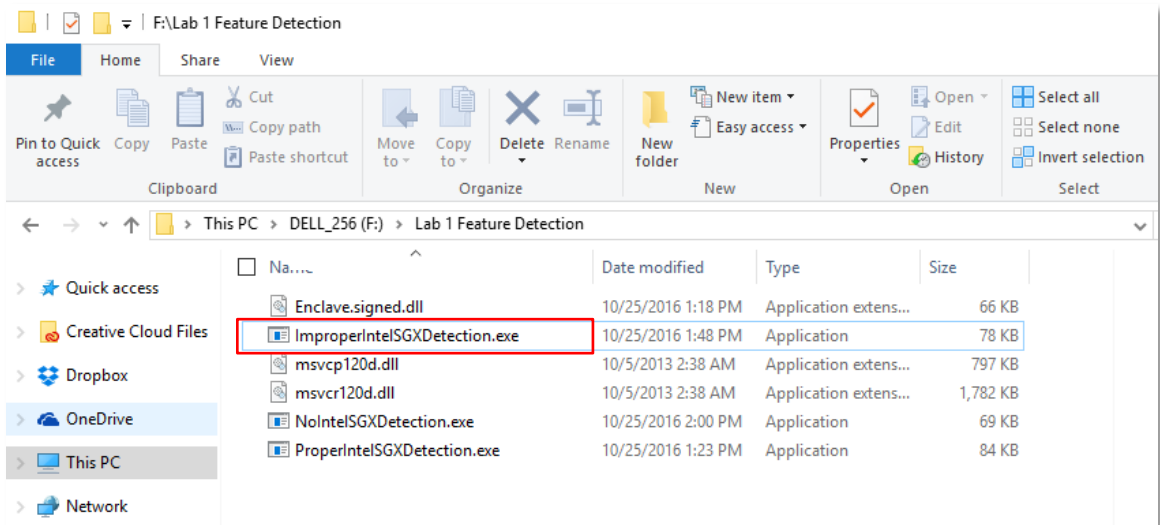 F:\Lab 1 Feature Detection
File Home Share View
Pin to Quick access
Copy
Paste
Cut
Copy path
Paste shortcut
Clipboard
Move to
Copy to
Delete
Rename
Organize
New folder
New item
Easy access
New
Properties
Open
Edit
History
Open
Select all
Select none
Invert selection
Select
This PC > DELL_256 (F:) > Lab 1 Feature Detection
Quick access
Creative Cloud Files
Dropbox
OneDrive
This PC
Network
Date modified Type Size
Enclave.signed.dll 10/25/2016 1:18 PM Application extens... 66 KB
ImproperIntelSGXDetection.exe 10/25/2016 1:48 PM Application 78 KB
msvcp120d.dll 10/5/2013 2:38 AM Application extens... 797 KB
msvcr120d.dll 10/5/2013 2:38 AM Application extens... 1,782 KB
NoIntelSGXDetection.exe 10/25/2016 2:00 PM Application 69 KB
ProperIntelSGXDetection.exe 10/25/2016 1:23 PM Application 84 KB